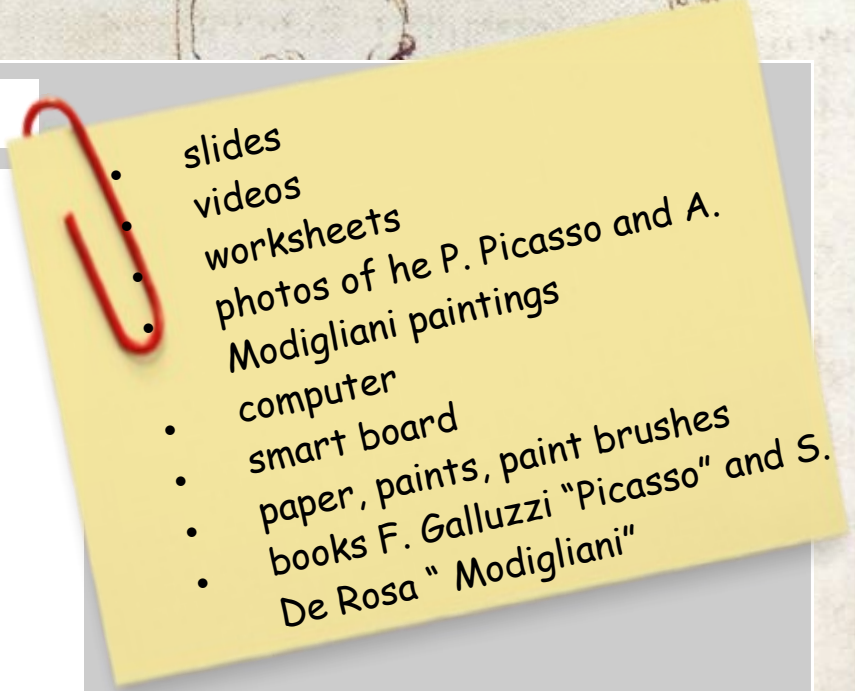 • slides
• videos
• worksheets
• photos of he P. Picasso and A.
Modigliani paintings
• computer
• smart board
• paper, paints, paint brushes
• books F. Galluzzi “Picasso” and S.
De Rosa “ Modigliani”